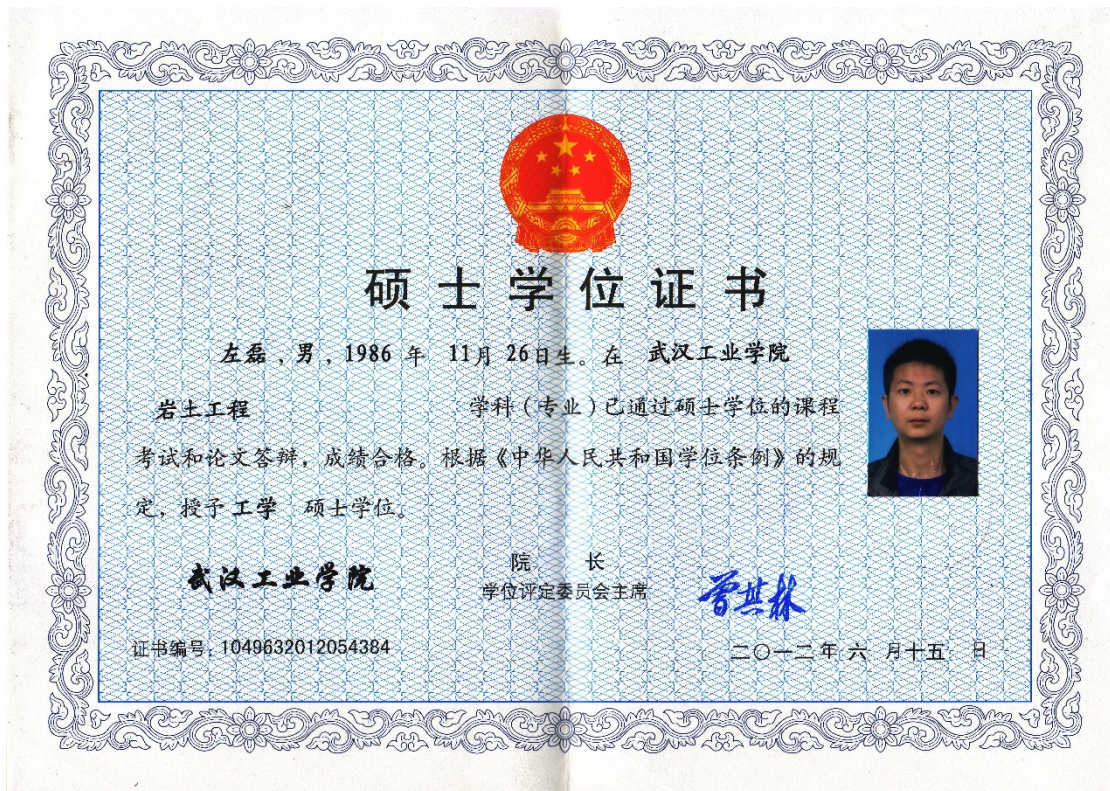 硕士学位证书
左磊，男，1986 年 11月 26日生。在 武汉工业学院
岩土工程 学科（专业）已通过硕士学位的课程
考试和论文答辩，成绩合格。根据《中华人民共和国学位条例》的规
定，授予 工学 硕士学位。
武汉工业学院
院 长
学位评定委员会主席
曾其林
证书编号：1049632012054384
二〇一二年 六 月十五 日